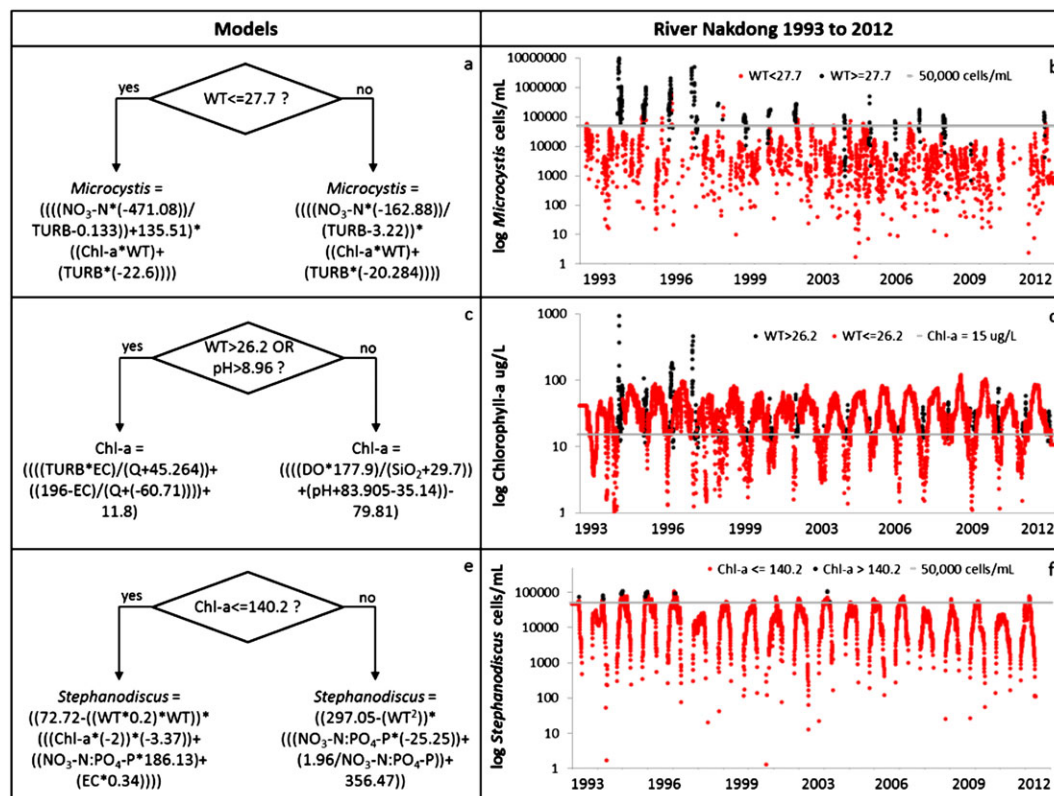 Models
River Nakdong 1993 to 2012
a
WT<=27.7 ?
yes
no
Microcystis =
((((NO₃-N*(-471.08))/
TURB-0.133))+135.51)*
((Chl-a*WT)+
(TURB*(-22.6))))
Microcystis =
((((NO₃-N*(-162.88))/
(TURB-3.22))*
((Chl-a*WT)+
(TURB*(-20.284))))
b
WT<27.7
WT>=27.7
50,000 cells/mL
log Microcystis cells/mL
10000000
1000000
100000
10000
1000
100
10
1
1993 1996 1999 2003 2006 2009 2012
c
WT>26.2 OR
pH>8.96 ?
yes
no
Chl-a =
((((TURB*EC)/(Q+45.264))+
((196-EC)/(Q+(-60.71))))+
11.8)
Chl-a =
((((DO*177.9)/(SiO₂+29.7))
+(pH+83.905-35.14))-
79.81)
d
WT>26.2
WT<=26.2
Chl-a = 15 ug/L
log Chlorophyll-a ug/L
1000
100
10
1
1993 1996 1999 2003 2006 2009 2012
e
Chl-a<=140.2 ?
yes
no
Stephanodiscus =
((72.72-((WT*0.2)*WT))*
(((Chl-a*(-2))*(-3.37))+
((NO₃-N:PO₄-P*186.13)+
(EC*0.34))))
Stephanodiscus =
((297.05-(WT²))*
(((NO₃-N:PO₄-P*(-25.25))+
(1.96/NO₃-N:PO₄-P))+
356.47))
f
Chl-a <= 140.2
Chl-a > 140.2
50,000 cells/mL
log Stephanodiscus cells/mL
100000
10000
1000
100
10
1
1993 1996 1999 2003 2006 2009 2012